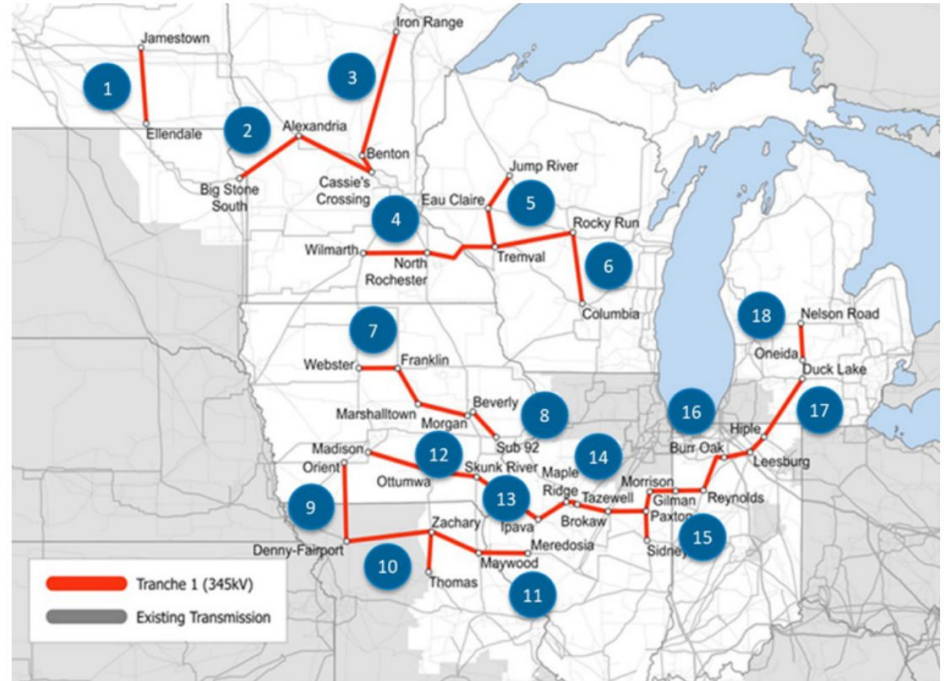 Iron Range
Jamestown
3
1
2
Alexandria
Ellendale
Benton
Big Stone
South
Cassie's
Crossing
Jump River
5
Eau Claire
4
Rocky Run
Wilmarth
North
Rochester
Tremval
6
Columbia
7
Webster
Franklin
Marshalltown
Beverly
Morgan
8
Sub 92
18
Nelson Road
Oneida
Duck Lake
16
17
Hiple
Burr Oak
Leesburg
Madison
Orient
12
Ottumwa
Skunk River
13
14
Maple
Ridge
Tazewell
Brokaw
Ipava
Morrison
Gilman
Paxton
Reynolds
Sidney
15
9
Zachary
Denny-Fairport
10
Thomas
Meredosia
Maywood
11
Tranche 1 (345kV)
Existing Transmission